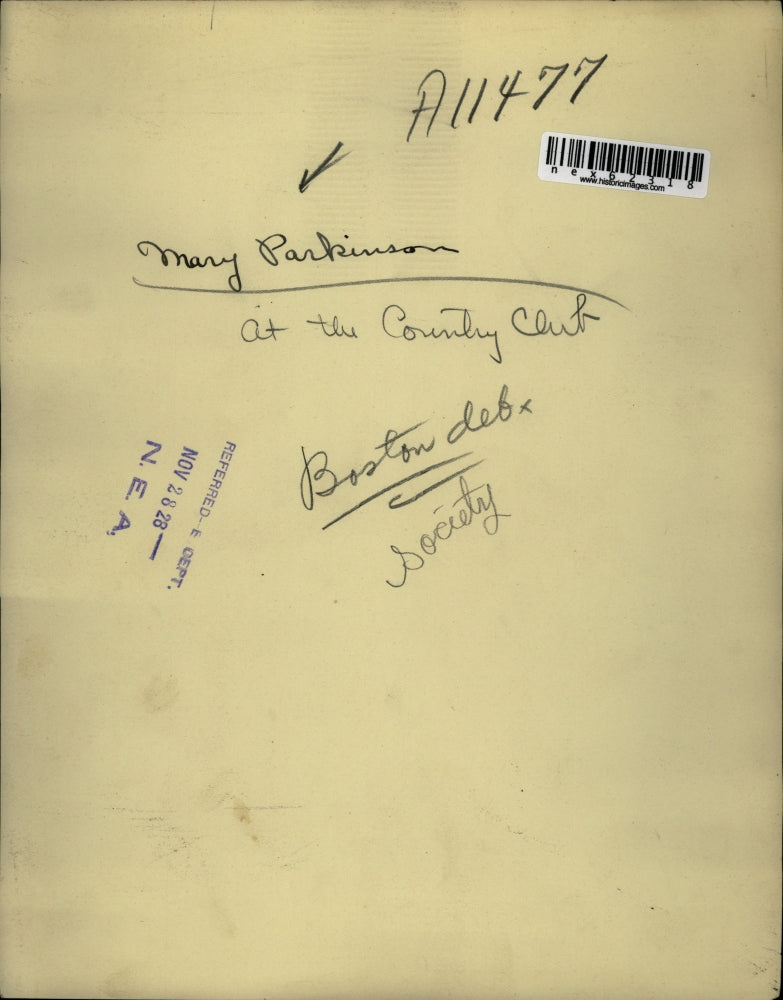 A11477
nex62318
www.historicimages.com
Mary Parkinson
at the Country Club
Boston deb x
Society
REFERRED-E DEPT.
NOV 28 28—
N. E. A.